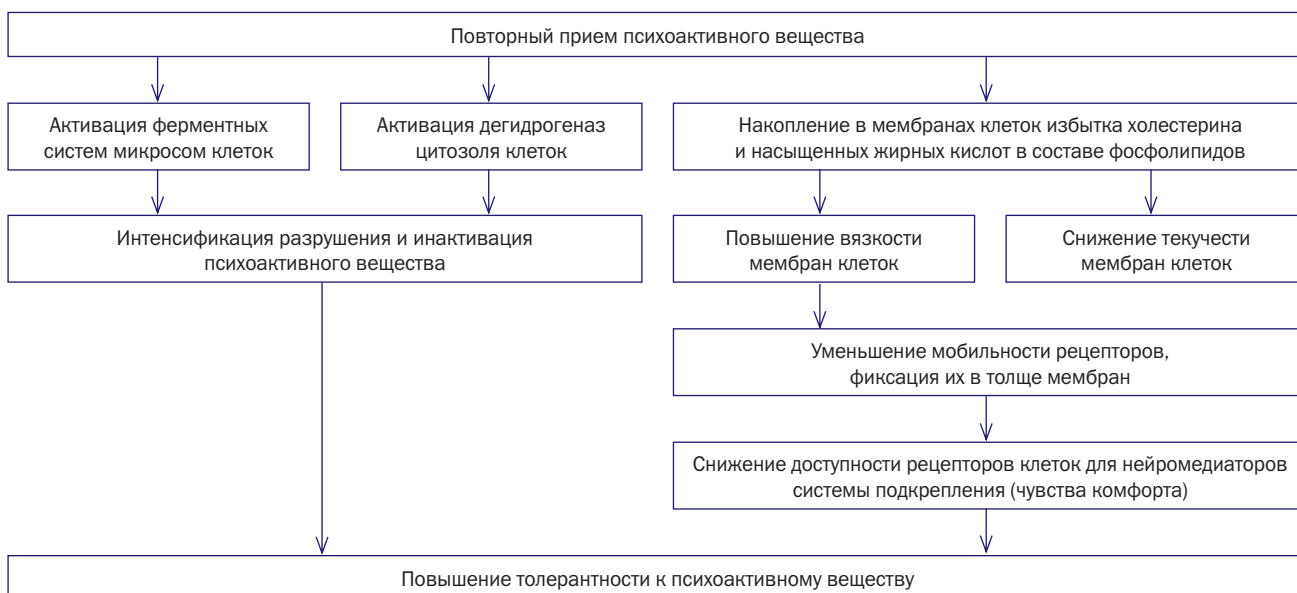 Повторный прием психоактивного вещества
Активация ферментных
систем микросом клеток
Активация дегидрогеназ
цитозоля клеток
Накопление в мембранах клеток избытка холестерина
и насыщенных жирных кислот в составе фосфолипидов
Интенсификация разрушения и инактивация
психоактивного вещества
Повышение вязкости
мембран клеток
Снижение текучести
мембран клеток
Уменьшение мобильности рецепторов,
фиксация их в толще мембран
Снижение доступности рецепторов клеток для нейромедиаторов
системы подкрепления (чувства комфорта)
Повышение толерантности к психоактивному веществу